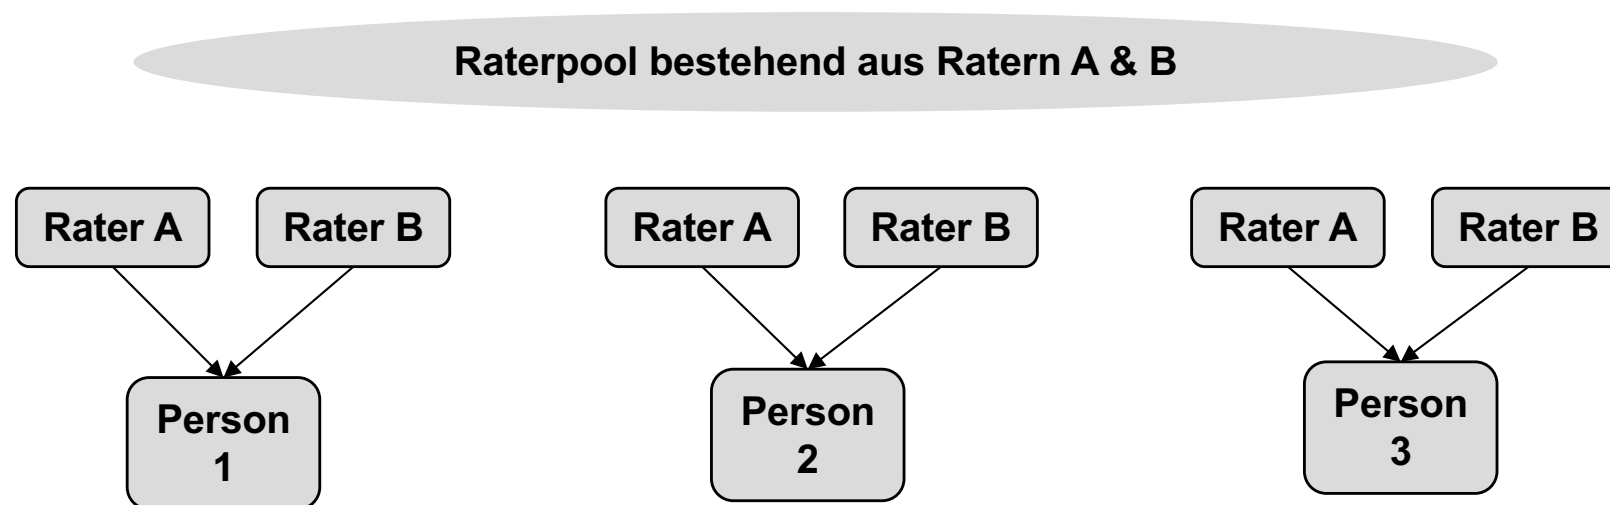 Raterpool bestehend aus Ratern A & B
Rater A
Rater B
Rater A
Rater B
Rater A
Rater B
Person
1
Person
2
Person
3